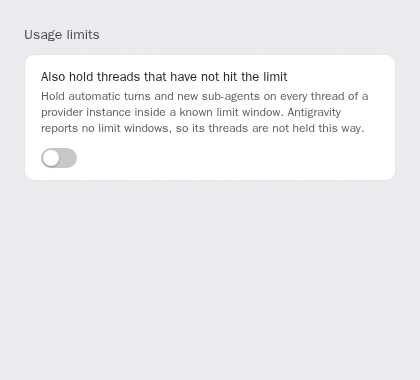 Usage limits
Also hold threads that have not hit the limit
Hold automatic turns and new sub-agents on every thread of a
provider instance inside a known limit window. Antigravity
reports no limit windows, so its threads are not held this way.